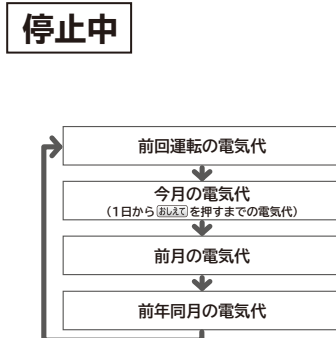 停止中
前回運転の電気代
今月の電気代
（1日からおしえてを押すまでの電気代）
前月の電気代
前年同月の電気代